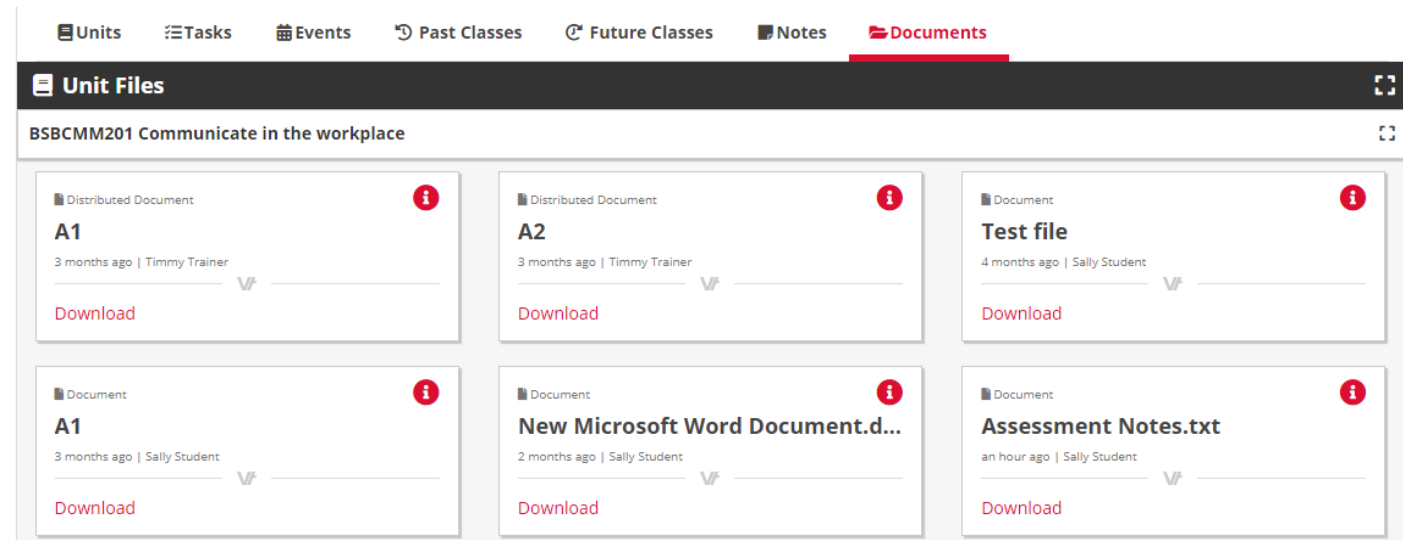 Units Tasks Events Past Classes Future Classes Notes Documents
Unit Files
BSBCMM201 Communicate in the workplace
Distributed Document
A1
3 months ago | Timmy Trainer
Download
Distributed Document
A2
3 months ago | Timmy Trainer
Download
Document
Test file
4 months ago | Sally Student
Download
Document
A1
3 months ago | Sally Student
Download
Document
New Microsoft Word Document.d...
2 months ago | Sally Student
Download
Document
Assessment Notes.txt
an hour ago | Sally Student
Download